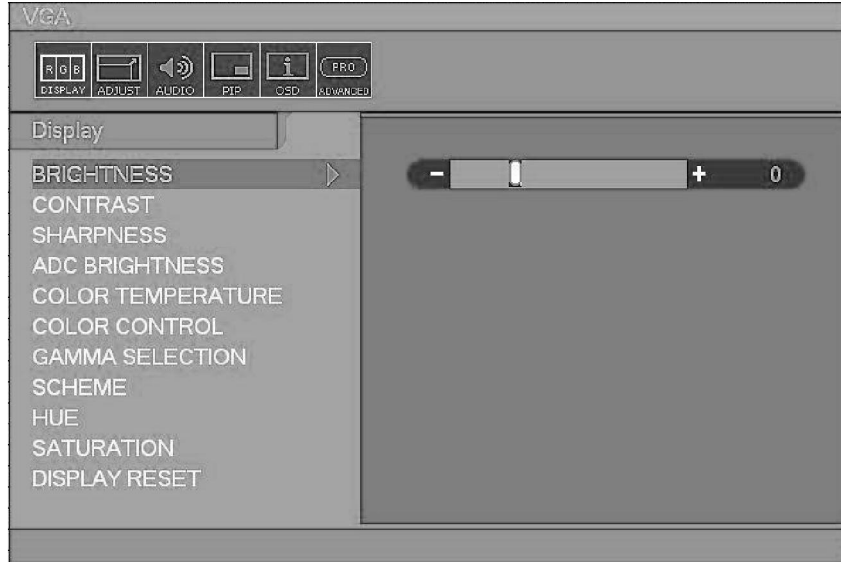 VGA
R G B PRO
DISPLAY ADJUST AUDIO PIP OSD ADVANCED
Display
BRIGHTNESS - + 0
CONTRAST
SHARPNESS
ADC BRIGHTNESS
COLOR TEMPERATURE
COLOR CONTROL
GAMMA SELECTION
SCHEME
HUE
SATURATION
DISPLAY RESET